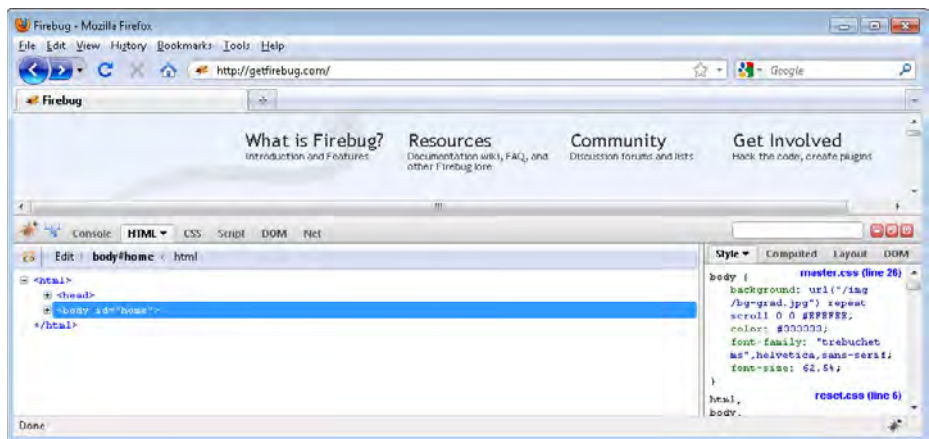 Firebug - Mozilla Firefox
File Edit View History Bookmarks Tools Help
http://getfirebug.com/
Google
Firebug
What is Firebug? Resources Community Get Involved
Introduction and Features Documentation wiki, FAQ, and Discussion forums and lists Hack the code, create plugins
other Firebug lore
Console HTML CSS Script DOM Net
Edit body#home < html
Style Computed Layout DOM
<html>
<head>
<body id="home">
</html>
body { master.css (line 26)
background: url("/img
/bg-grad.jpg") repeat
scroll 0 0 #EFEFEE;
color: #333333;
font-family: "trebuchet
ms",helvetica,sans-serif;
font-size: 62.5%;
}
html, reset.css (line 6)
body,
Done